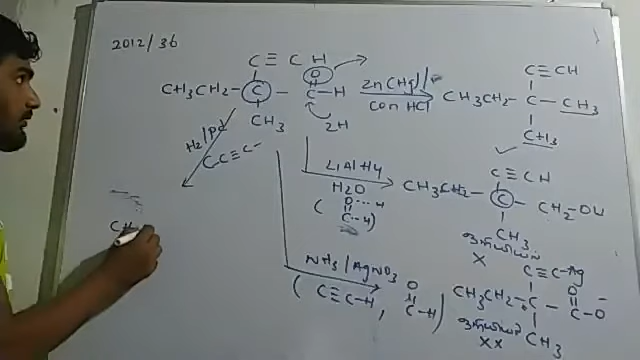 2012/36
C≡CH
CH3CH2-C-C-H
O
CH3
2H
Zn(Hg)/
Con HCl
C≡CH
CH3CH2-C-CH3
CH3
H2/pd
C≡C-
LiAlH4
H2O
C≡CH
CH3CH2-C-CH2-OH
CH3
X
NH3/AgNO3
(C≡C-H, C-H)
O
C≡C-Ag
CH3CH2-C-C-O-
O
CH3
XX
CH